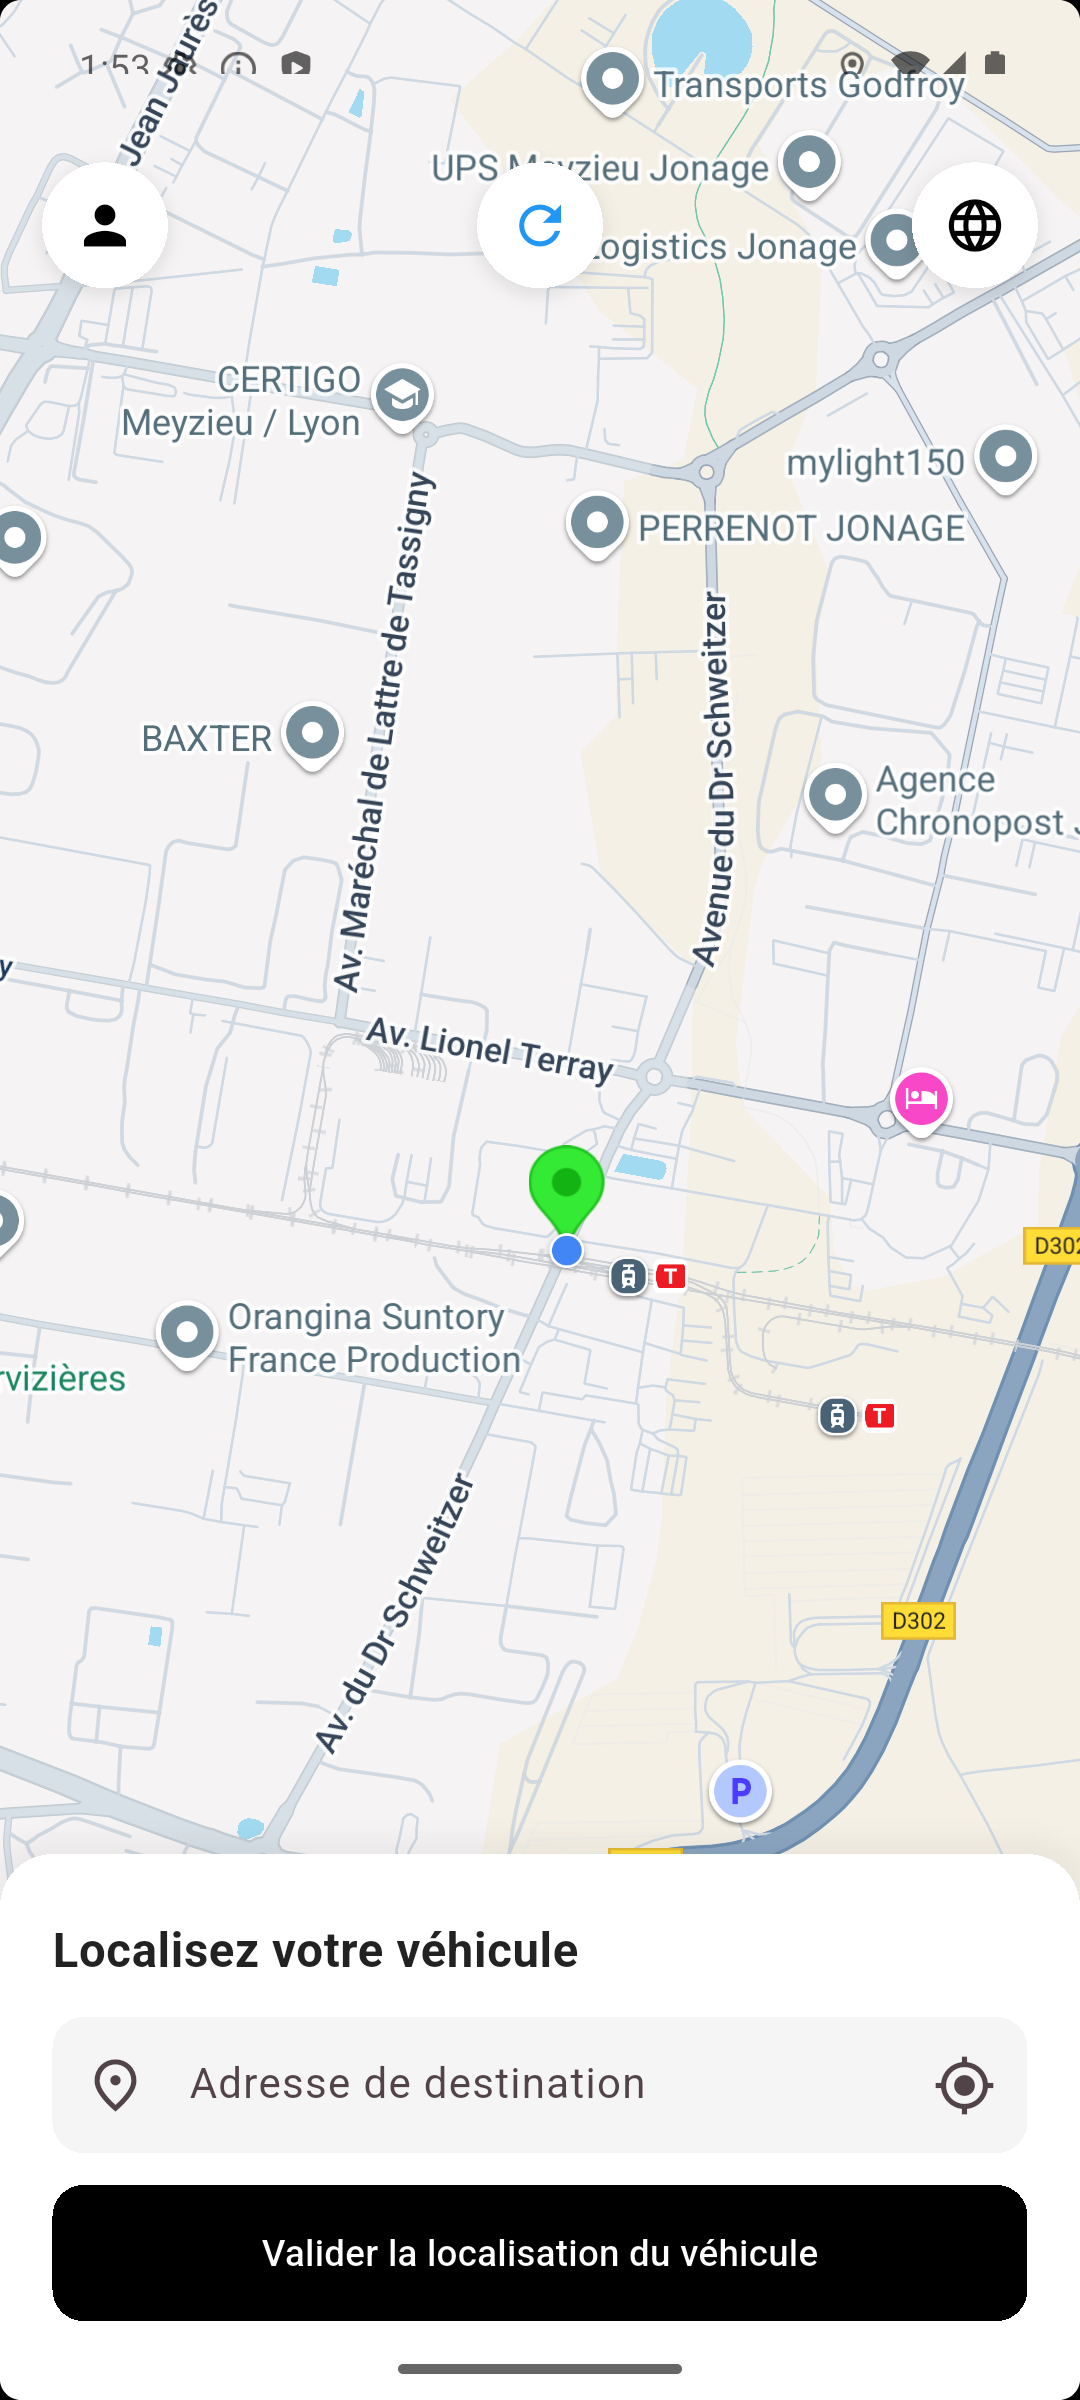 1:53
Jean Jaurès
Transports Godfroy
UPS Meyzieu Jonage
Logistics Jonage
CERTIGO
Meyzieu / Lyon
mylight150
PERRENOT JONAGE
Av. Maréchal de Lattre de Tassigny
Avenue du Dr Schweitzer
BAXTER
Agence
Chronopost J
y
Av. Lionel Terray
D302
T
Orangina Suntory
France Production
rvizières
T
Av. du Dr Schweitzer
D302
P
Localisez votre véhicule
Adresse de destination
Valider la localisation du véhicule